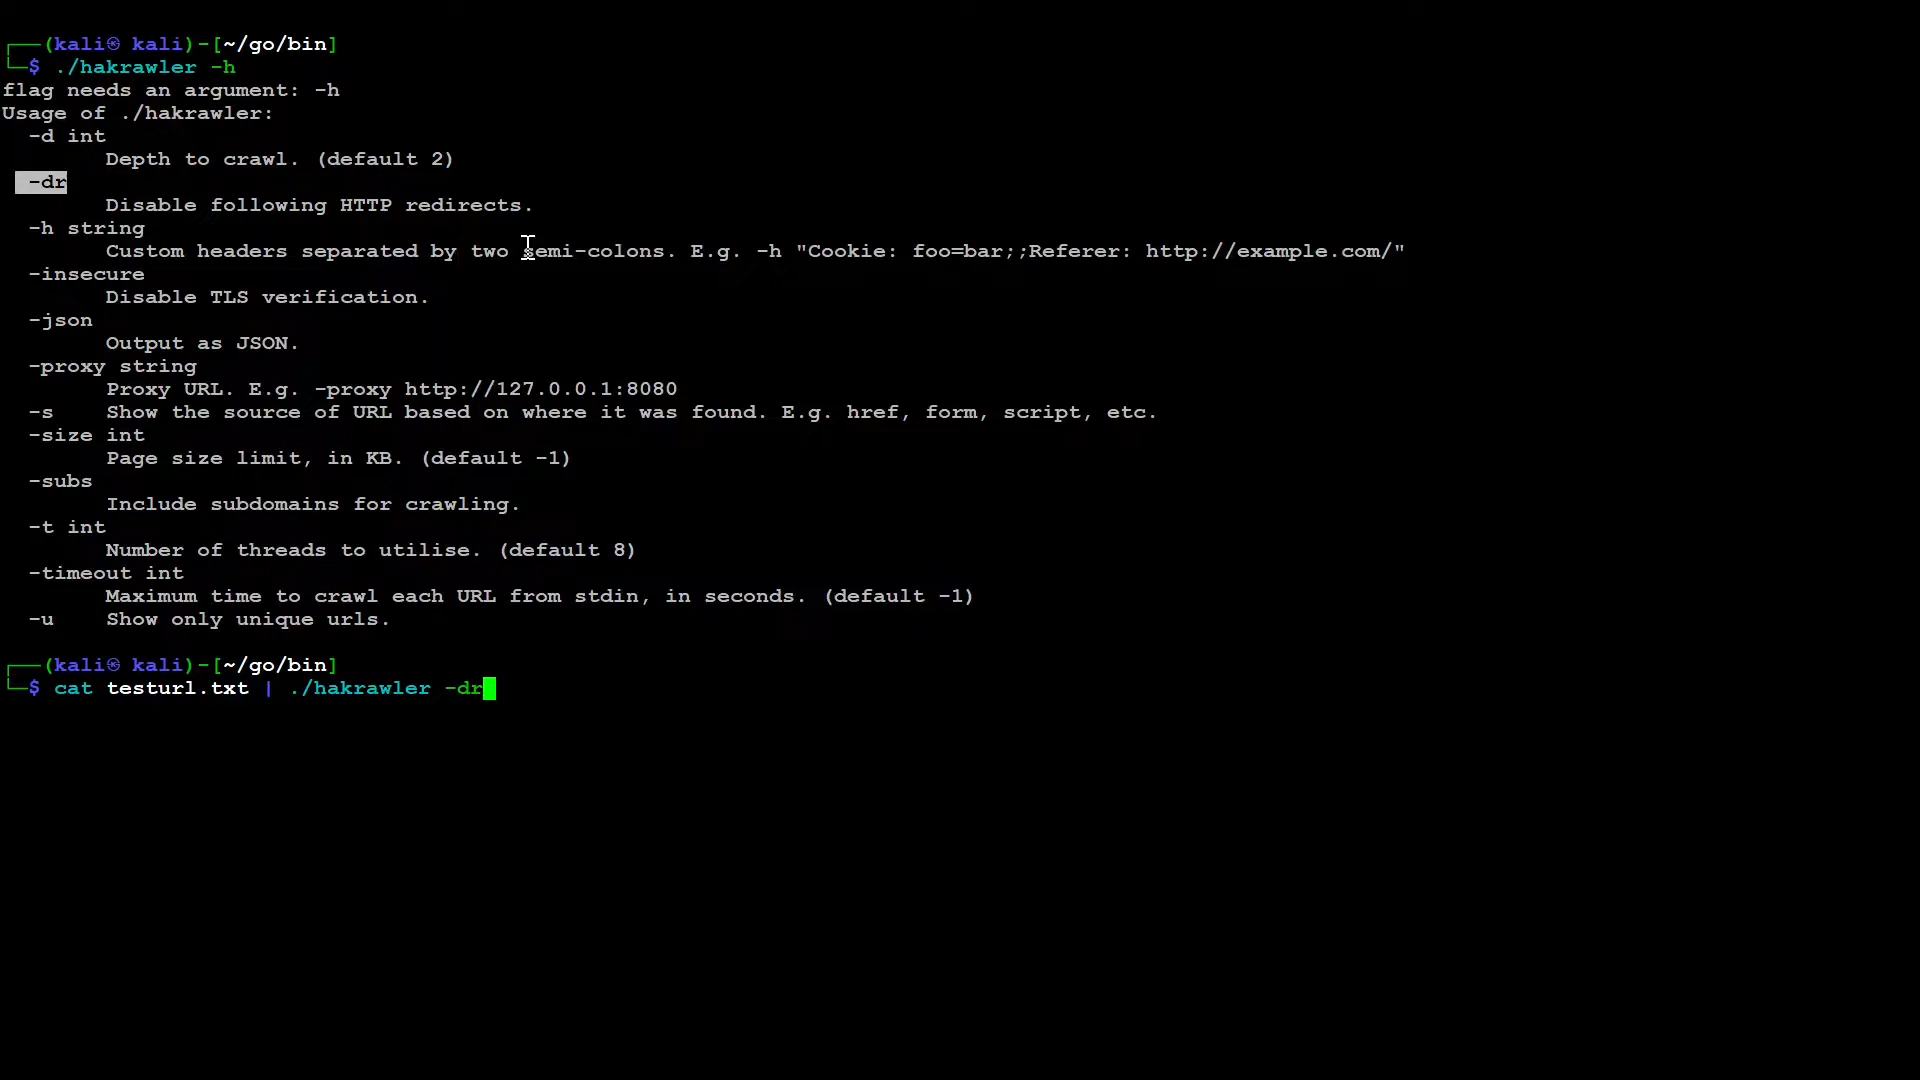 ┌──(kali㉿ kali)-[~/go/bin]
└─$ ./hakrawler -h
flag needs an argument: -h
Usage of ./hakrawler:
  -d int
        Depth to crawl. (default 2)
  -dr
        Disable following HTTP redirects.
  -h string
        Custom headers separated by two semi-colons. E.g. -h "Cookie: foo=bar;;Referer: http://example.com/"
  -insecure
        Disable TLS verification.
  -json
        Output as JSON.
  -proxy string
        Proxy URL. E.g. -proxy http://127.0.0.1:8080
  -s    Show the source of URL based on where it was found. E.g. href, form, script, etc.
  -size int
        Page size limit, in KB. (default -1)
  -subs
        Include subdomains for crawling.
  -t int
        Number of threads to utilise. (default 8)
  -timeout int
        Maximum time to crawl each URL from stdin, in seconds. (default -1)
  -u    Show only unique urls.
┌──(kali㉿ kali)-[~/go/bin]
└─$ cat testurl.txt | ./hakrawler -dr